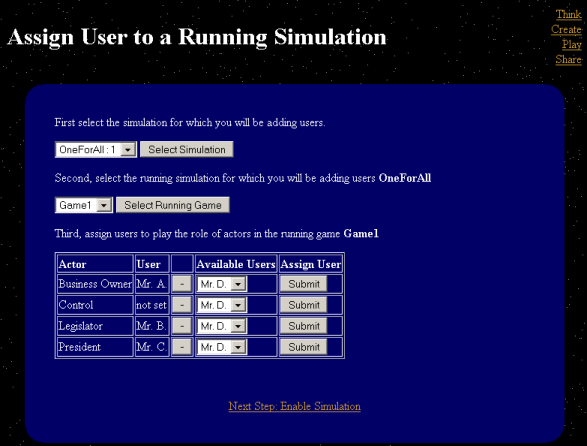 Think
Create
Play
Share
Assign User to a Running Simulation
First select the simulation for which you will be adding users.
OneForAll : 1 Select Simulation
Second, select the running simulation for which you will be adding users OneForAll
Game1 Select Running Game
Third, assign users to play the role of actors in the running game Game1
Actor User Available Users Assign User
Business Owner Mr. A. - Mr. D. Submit
Control not set - Mr. D. Submit
Legislator Mr. B. - Mr. D. Submit
President Mr. C. - Mr. D. Submit
Next Step: Enable Simulation